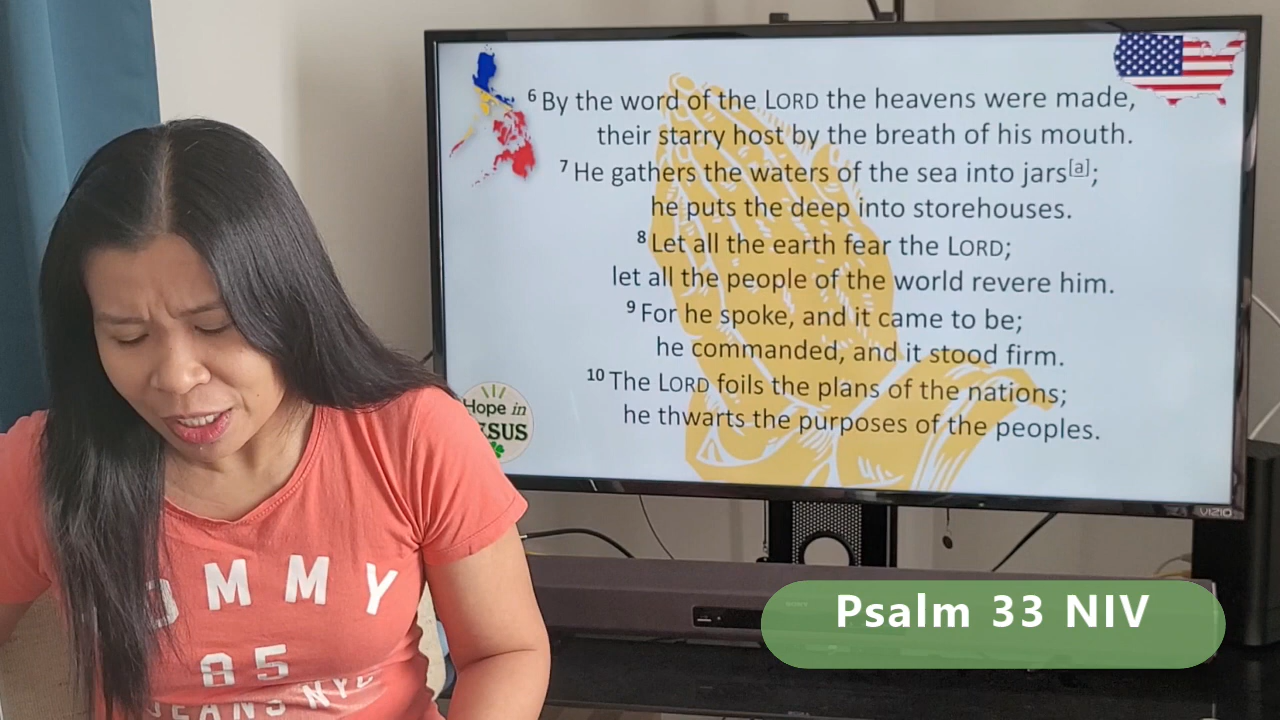 6 By the word of the LORD the heavens were made,
their starry host by the breath of his mouth.
7 He gathers the waters of the sea into jars[a];
he puts the deep into storehouses.
8 Let all the earth fear the LORD;
let all the people of the world revere him.
9 For he spoke, and it came to be;
he commanded, and it stood firm.
10 The LORD foils the plans of the nations;
he thwarts the purposes of the peoples.
Hope in
ESUS
VIZIO
SONY
Psalm 33 NIV
OMMY
85
JEANS NYC